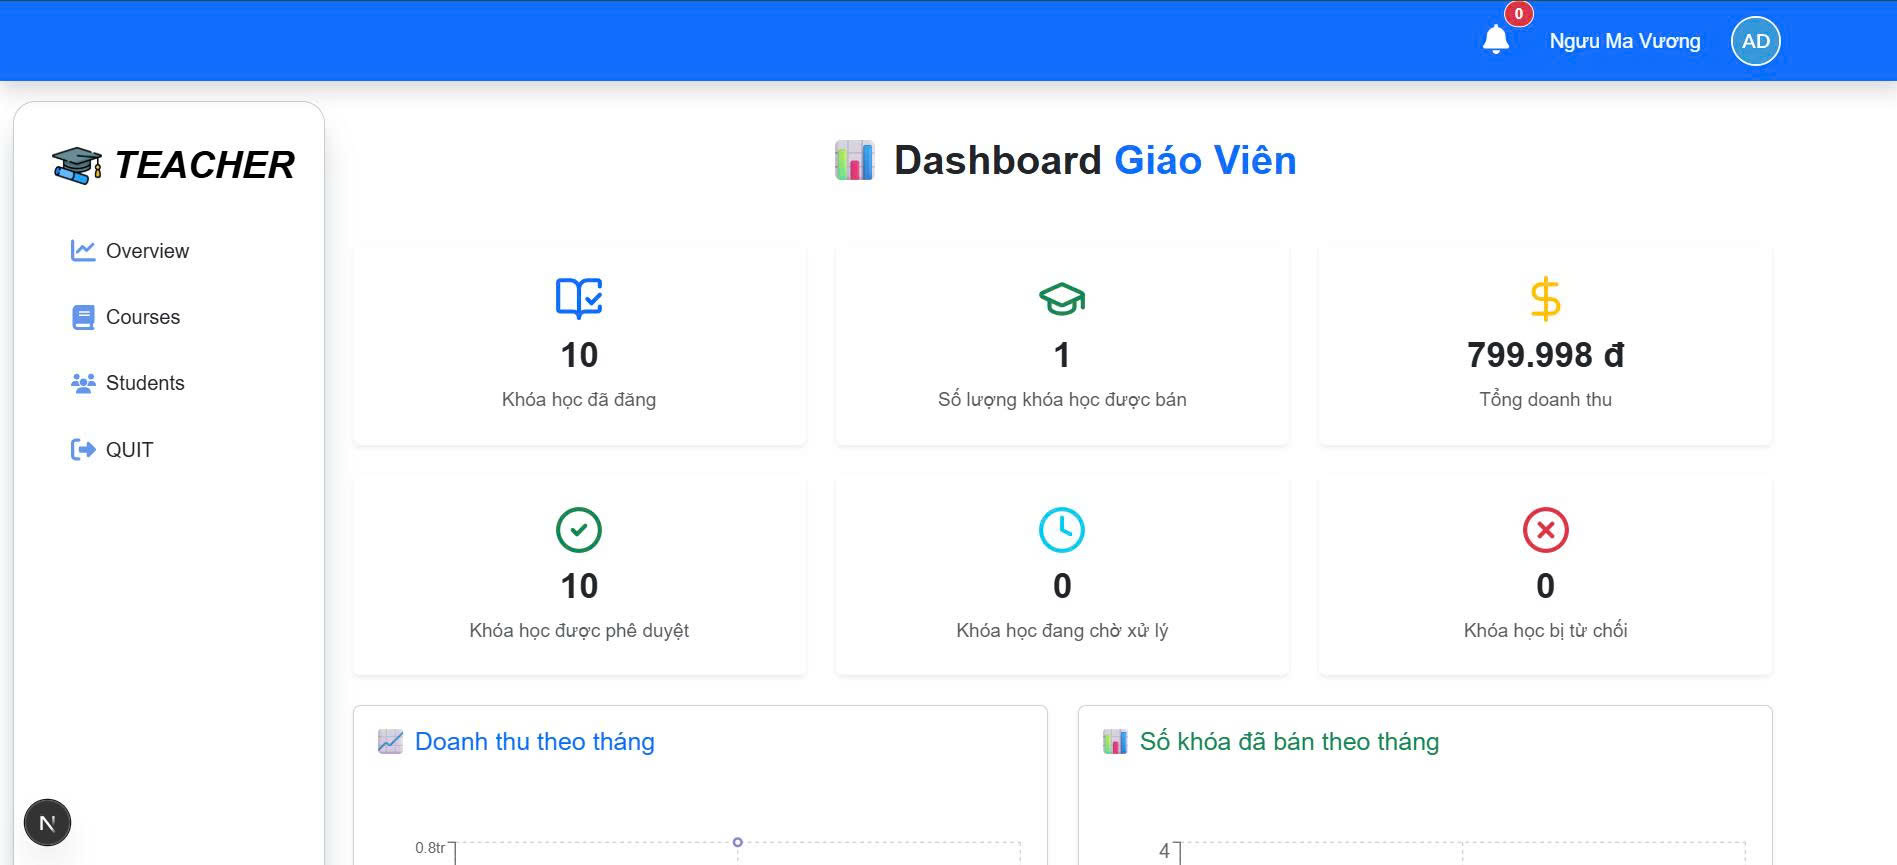 0
Ngưu Ma Vương
AD
TEACHER
Overview
Courses
Students
QUIT
Dashboard Giáo Viên
10
Khóa học đã đăng
1
Số lượng khóa học được bán
799.998 đ
Tổng doanh thu
10
Khóa học được phê duyệt
0
Khóa học đang chờ xử lý
0
Khóa học bị từ chối
Doanh thu theo tháng
0.8tr
Số khóa đã bán theo tháng
4
N